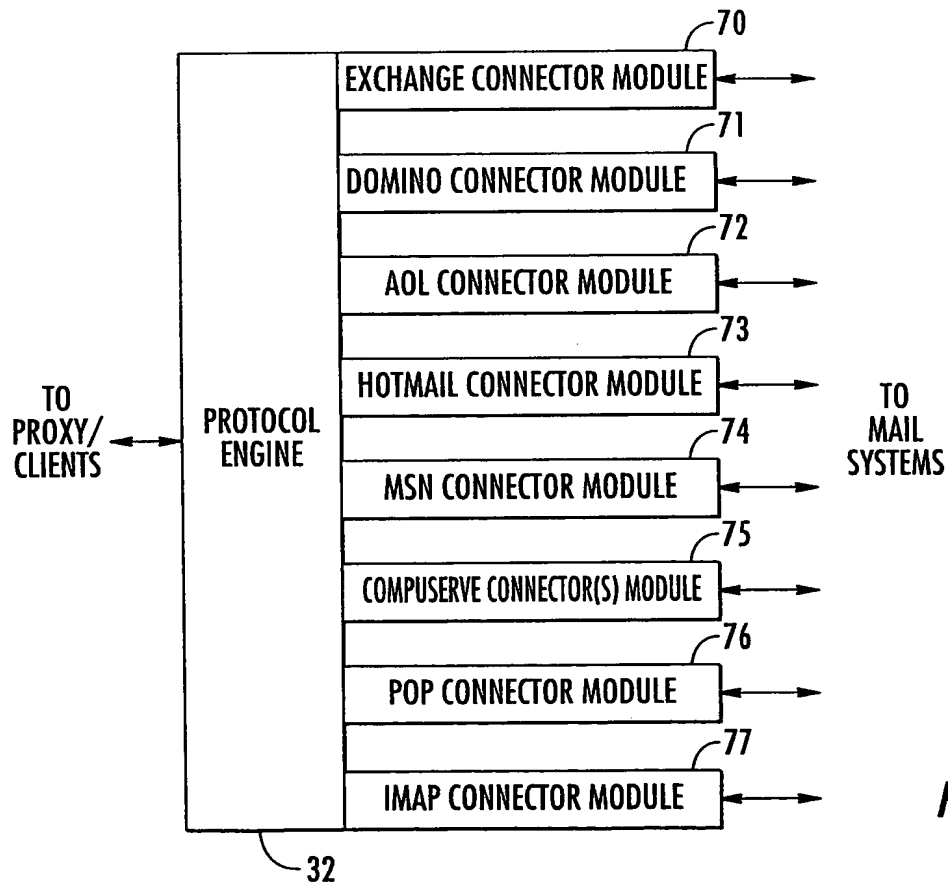 70
EXCHANGE CONNECTOR MODULE
71
DOMINO CONNECTOR MODULE
72
AOL CONNECTOR MODULE
73
HOTMAIL CONNECTOR MODULE
TO
PROXY/
CLIENTS
PROTOCOL
ENGINE
TO
MAIL
SYSTEMS
74
MSN CONNECTOR MODULE
75
COMPUSERVE CONNECTOR(S) MODULE
76
POP CONNECTOR MODULE
77
IMAP CONNECTOR MODULE
32